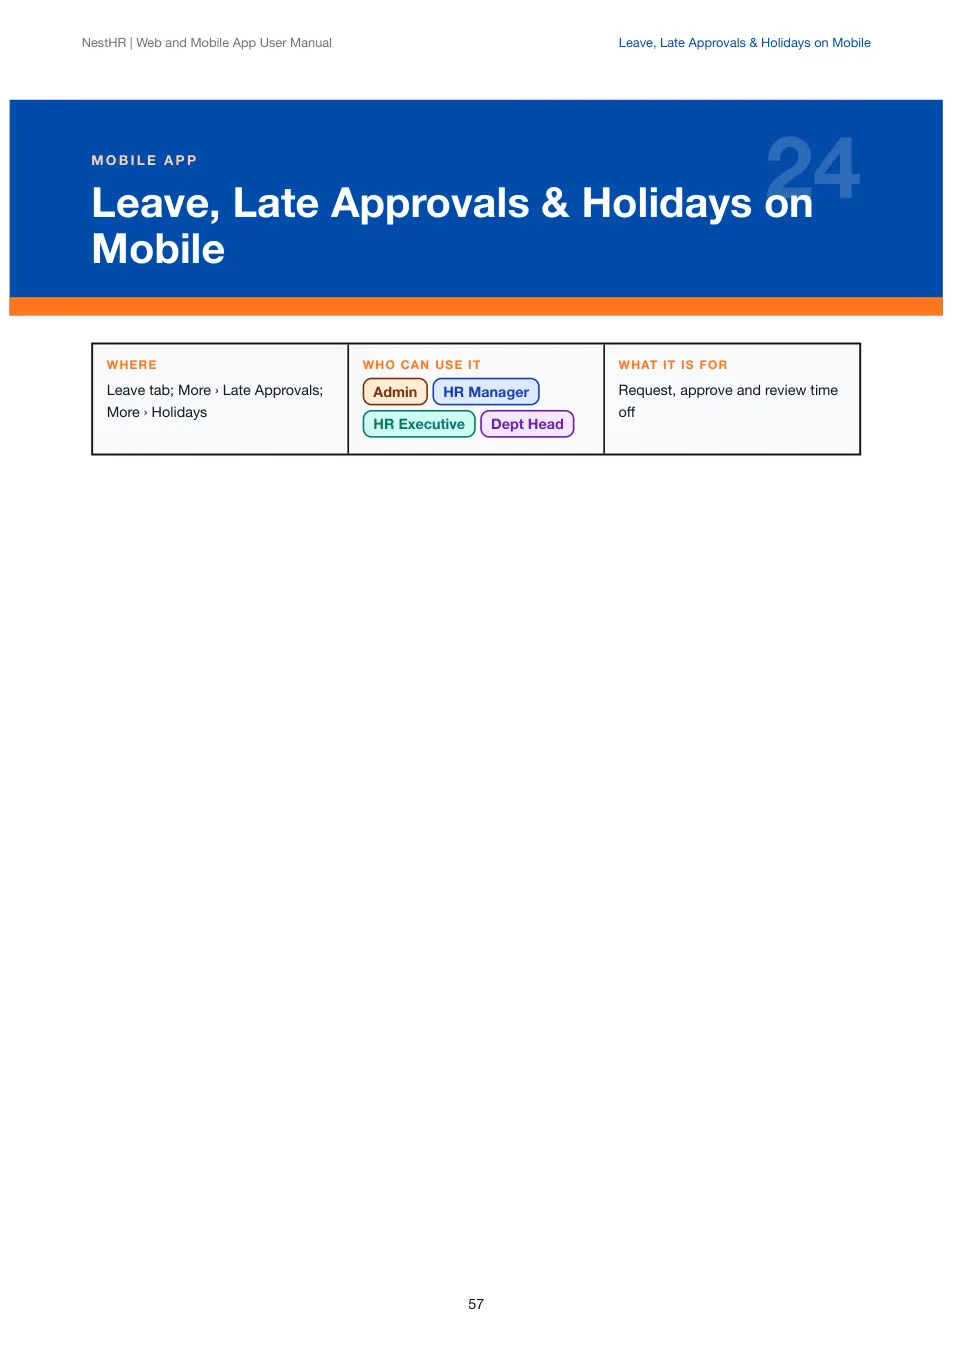 NestHR | Web and Mobile App User Manual
Leave, Late Approvals & Holidays on Mobile
MOBILE APP
24
Leave, Late Approvals & Holidays on
Mobile
WHERE
Leave tab; More › Late Approvals;
More › Holidays
WHO CAN USE IT
Admin HR Manager
HR Executive Dept Head
WHAT IT IS FOR
Request, approve and review time
off
57